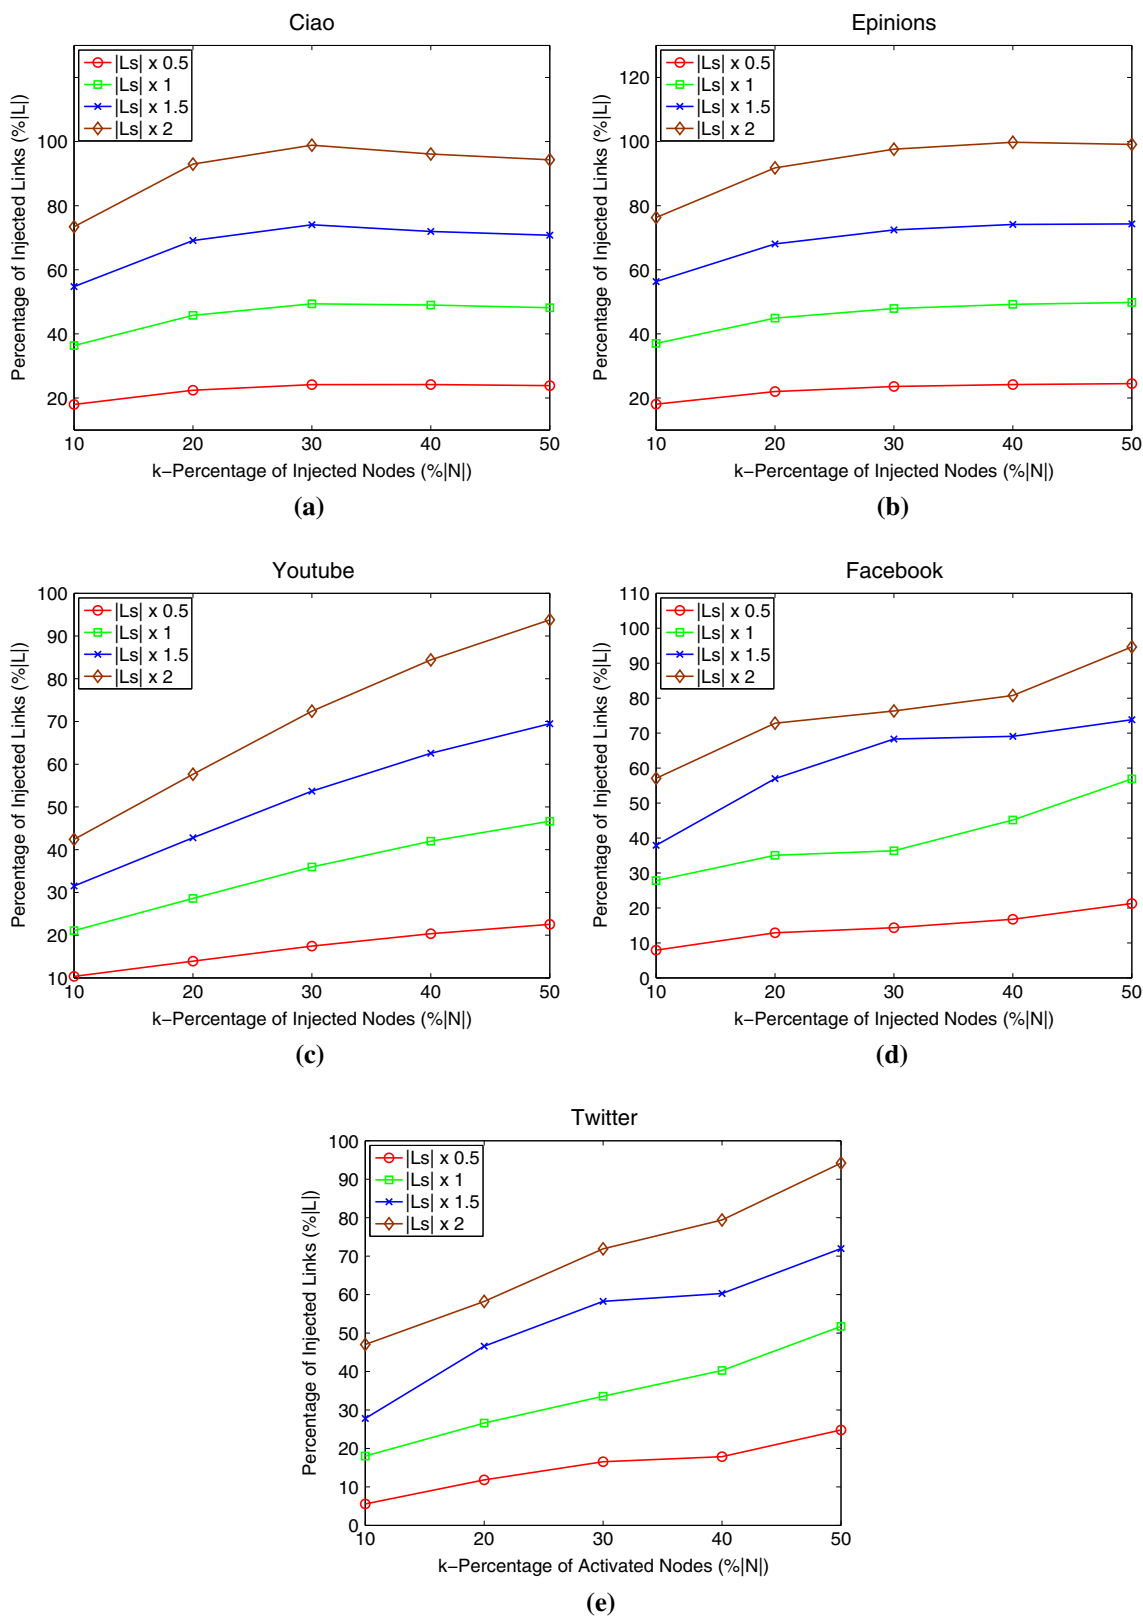 Ciao
|Ls| x 0.5
|Ls| x 1
|Ls| x 1.5
|Ls| x 2
Percentage of Injected Links (%|L|)
100
80
60
40
20
10 20 30 40 50
k−Percentage of Injected Nodes (%|N|)
(a)
Epinions
|Ls| x 0.5
|Ls| x 1
|Ls| x 1.5
|Ls| x 2
Percentage of Injected Links (%|L|)
120
100
80
60
40
20
10 20 30 40 50
k−Percentage of Injected Nodes (%|N|)
(b)
Youtube
|Ls| x 0.5
|Ls| x 1
|Ls| x 1.5
|Ls| x 2
Percentage of Injected Links (%|L|)
100
90
80
70
60
50
40
30
20
10
10 20 30 40 50
k−Percentage of Injected Nodes (%|N|)
(c)
Facebook
|Ls| x 0.5
|Ls| x 1
|Ls| x 1.5
|Ls| x 2
Percentage of Injected Links (%|L|)
110
100
90
80
70
60
50
40
30
20
10
0
10 20 30 40 50
k−Percentage of Injected Nodes (%|N|)
(d)
Twitter
|Ls| x 0.5
|Ls| x 1
|Ls| x 1.5
|Ls| x 2
Percentage of Injected Links (%|L|)
100
90
80
70
60
50
40
30
20
10
0
10 20 30 40 50
k−Percentage of Activated Nodes (%|N|)
(e)